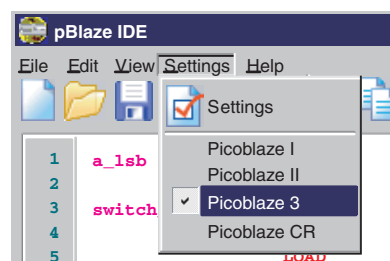 pBlaze IDE
File Edit View Settings Help
Settings
Picoblaze I
Picoblaze II
Picoblaze 3
Picoblaze CR
1 a_lsb
2
3 switch
4
5 LOAD